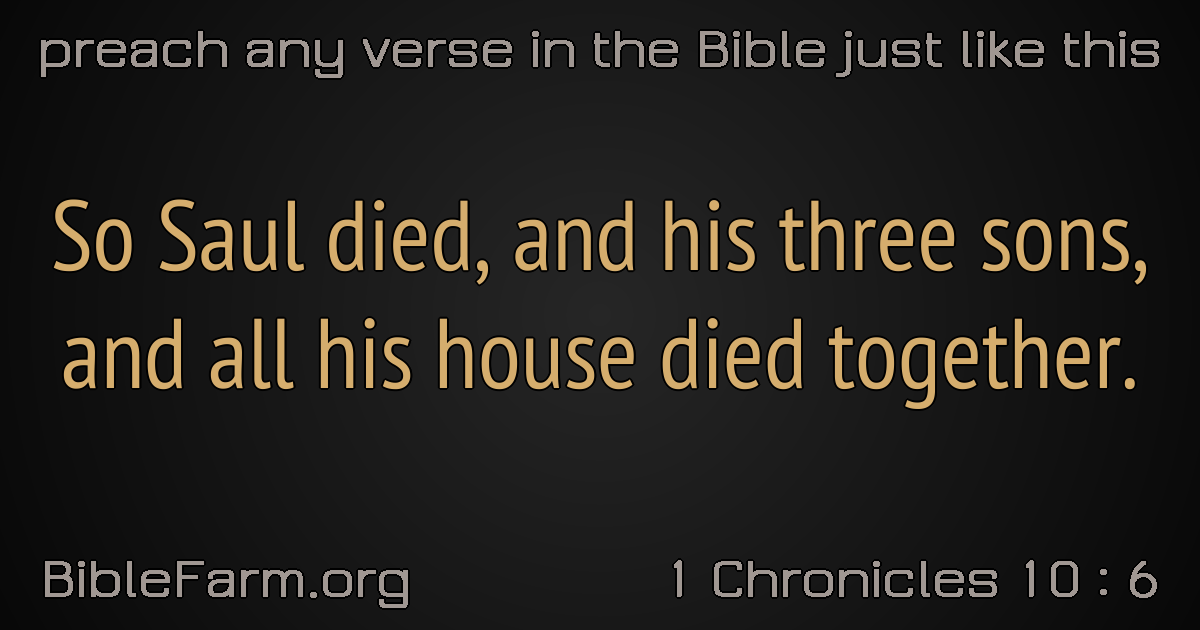 preach any verse in the Bible just like this
So Saul died, and his three sons,
and all his house died together.
BibleFarm.org
1 Chronicles 10 : 6